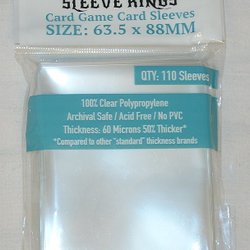 SLEEVE KINGS
Card Game Card Sleeves
SIZE: 63.5 x 88MM
QTY: 110 Sleeves
100% Clear Polypropylene
Archival Safe / Acid Free / No PVC
Thickness: 60 Microns 50% Thicker*
*Compared to other "standard" thickness brands